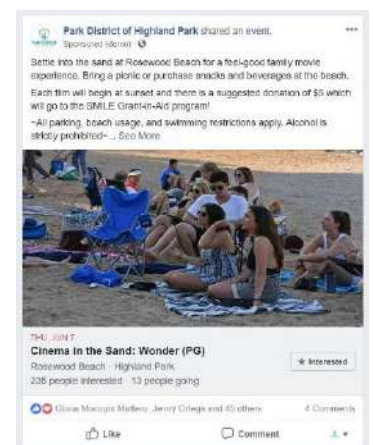 Park District of Highland Park shared an event.
Sponsored (demo)
Settle into the sand at Rosewood Beach for a feel-good family movie
experience. Bring a picnic or purchase snacks and beverages at the beach.
Each film will begin at sunset and there is a suggested donation of $5 which
will go to the SMILE Grant-in-Aid program!
~All parking, beach usage, and swimming restrictions apply. Alcohol is
strictly prohibited~... See More
THU, JUN 7
Cinema in the Sand: Wonder (PG)
Rosewood Beach · Highland Park
★ Interested
236 people interested · 13 people going
Jenny Ortega and 45 others
4 Comments
Like
Comment